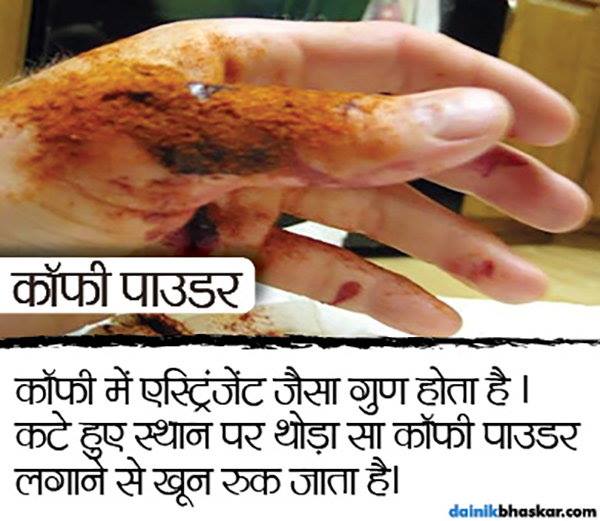 कॉफी पाउडर
कॉफी में एस्ट्रिंजेंट जैसा गुण होता है ।
कटे हुए स्थान पर थोड़ा सा कॉफी पाउडर
लगाने से खून रुक जाता है।
dainikbhaskar.com